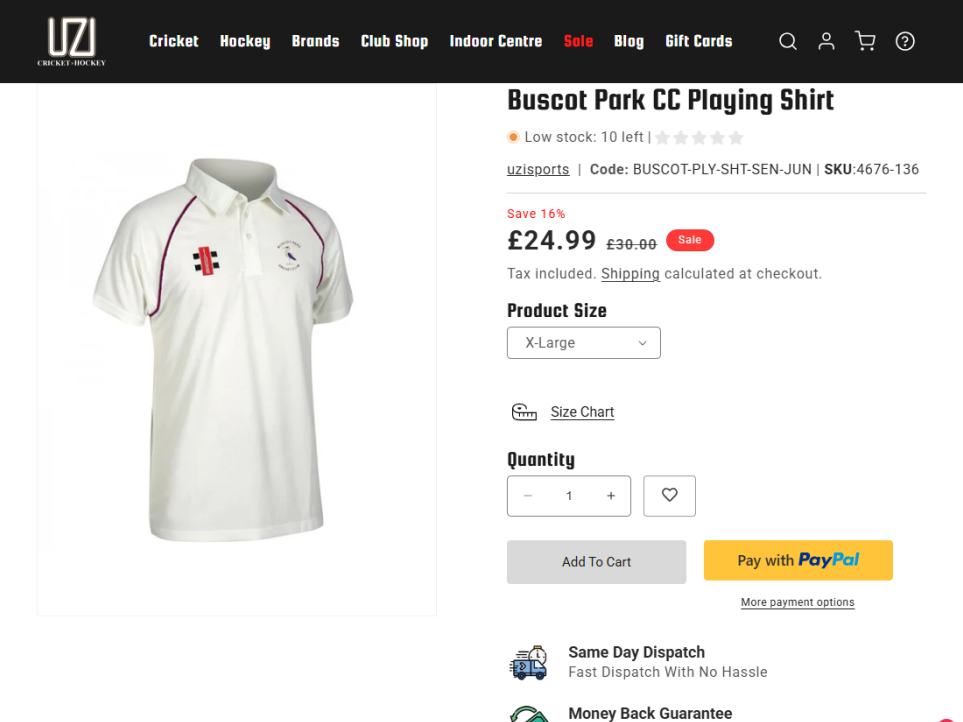 UZI
CRICKET-HOCKEY
Cricket Hockey Brands Club Shop Indoor Centre Sale Blog Gift Cards
Buscot Park CC Playing Shirt
Low stock: 10 left |
uzisports | Code: BUSCOT-PLY-SHT-SEN-JUN | SKU:4676-136
Save 16%
£24.99 £30.00 Sale
Tax included. Shipping calculated at checkout.
Product Size
X-Large
Size Chart
Quantity
− 1 +
Add To Cart
Pay with PayPal
More payment options
Same Day Dispatch
Fast Dispatch With No Hassle
Money Back Guarantee